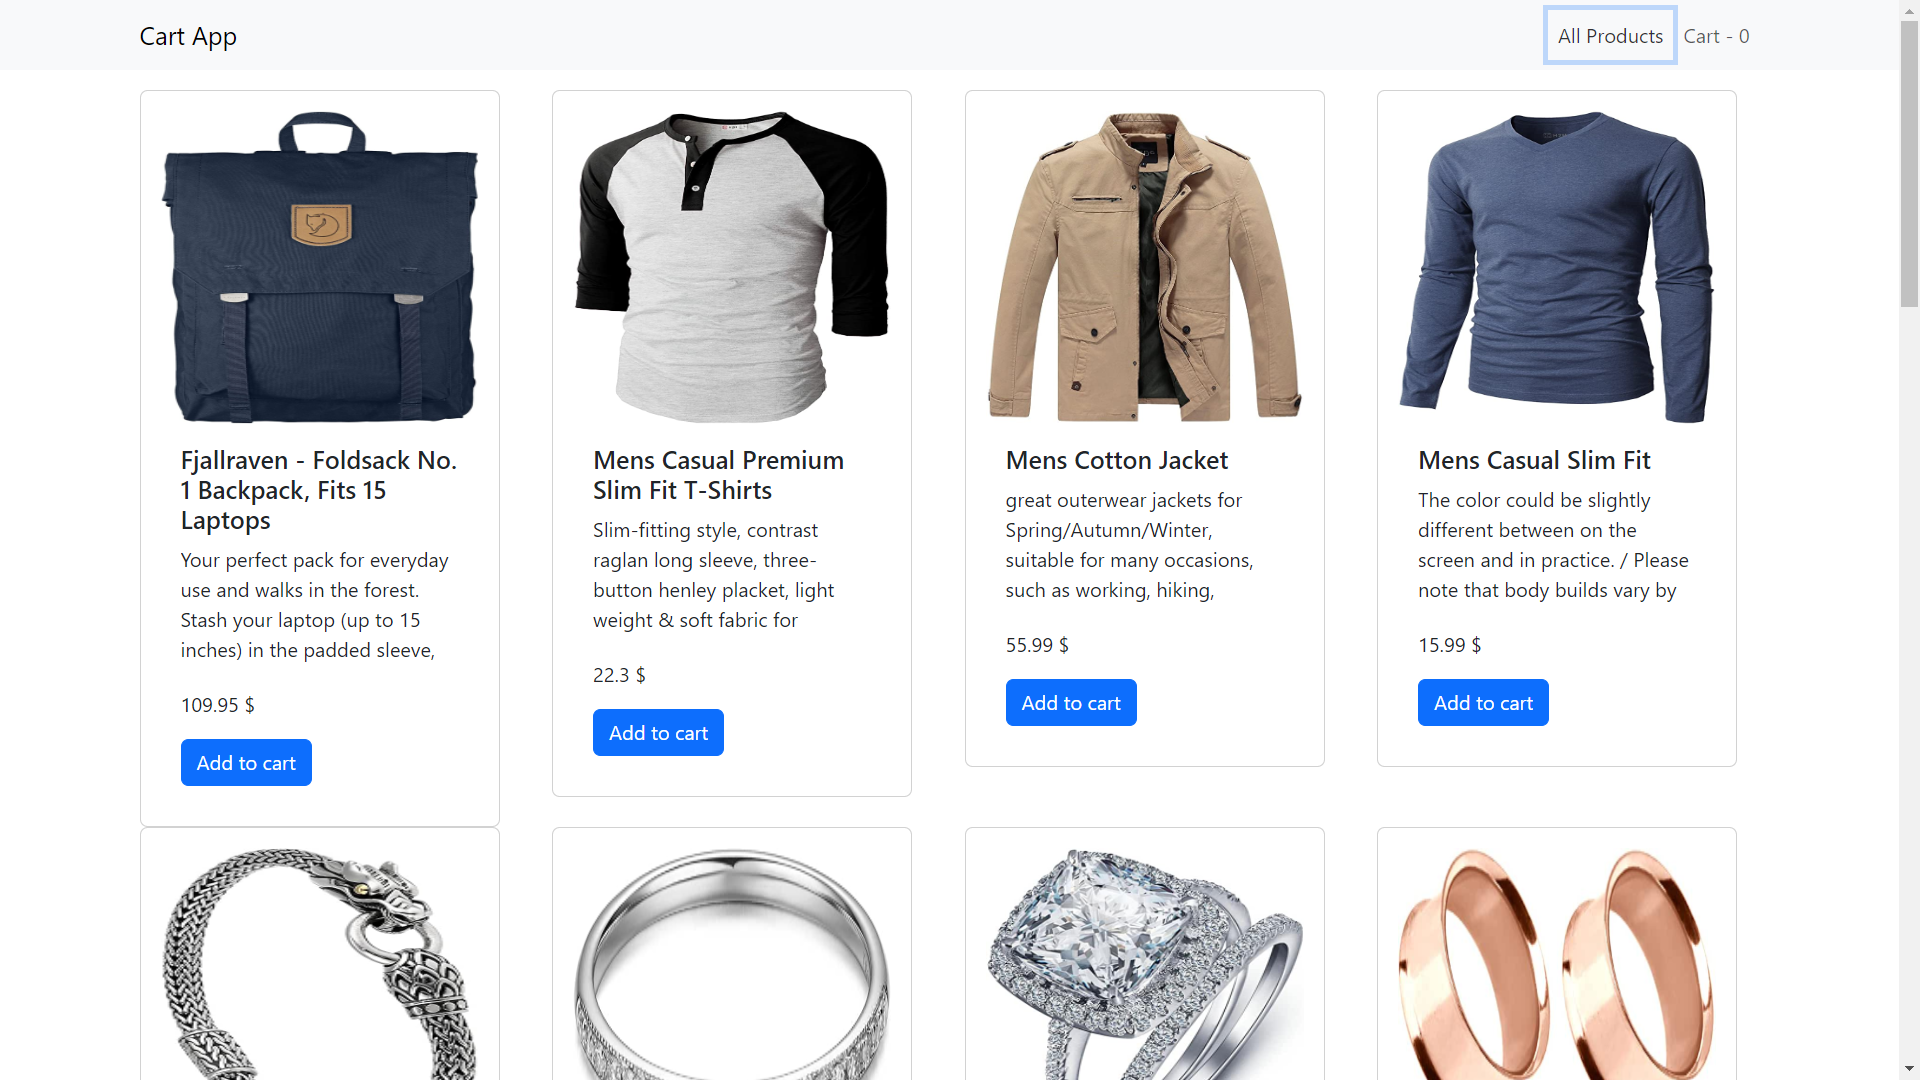 Cart App
All Products
Cart - 0
Fjallraven - Foldsack No.
1 Backpack, Fits 15
Laptops
Your perfect pack for everyday
use and walks in the forest.
Stash your laptop (up to 15
inches) in the padded sleeve,
109.95 $
Add to cart
Mens Casual Premium
Slim Fit T-Shirts
Slim-fitting style, contrast
raglan long sleeve, three-
button henley placket, light
weight & soft fabric for
22.3 $
Add to cart
Mens Cotton Jacket
great outerwear jackets for
Spring/Autumn/Winter,
suitable for many occasions,
such as working, hiking,
55.99 $
Add to cart
Mens Casual Slim Fit
The color could be slightly
different between on the
screen and in practice. / Please
note that body builds vary by
15.99 $
Add to cart